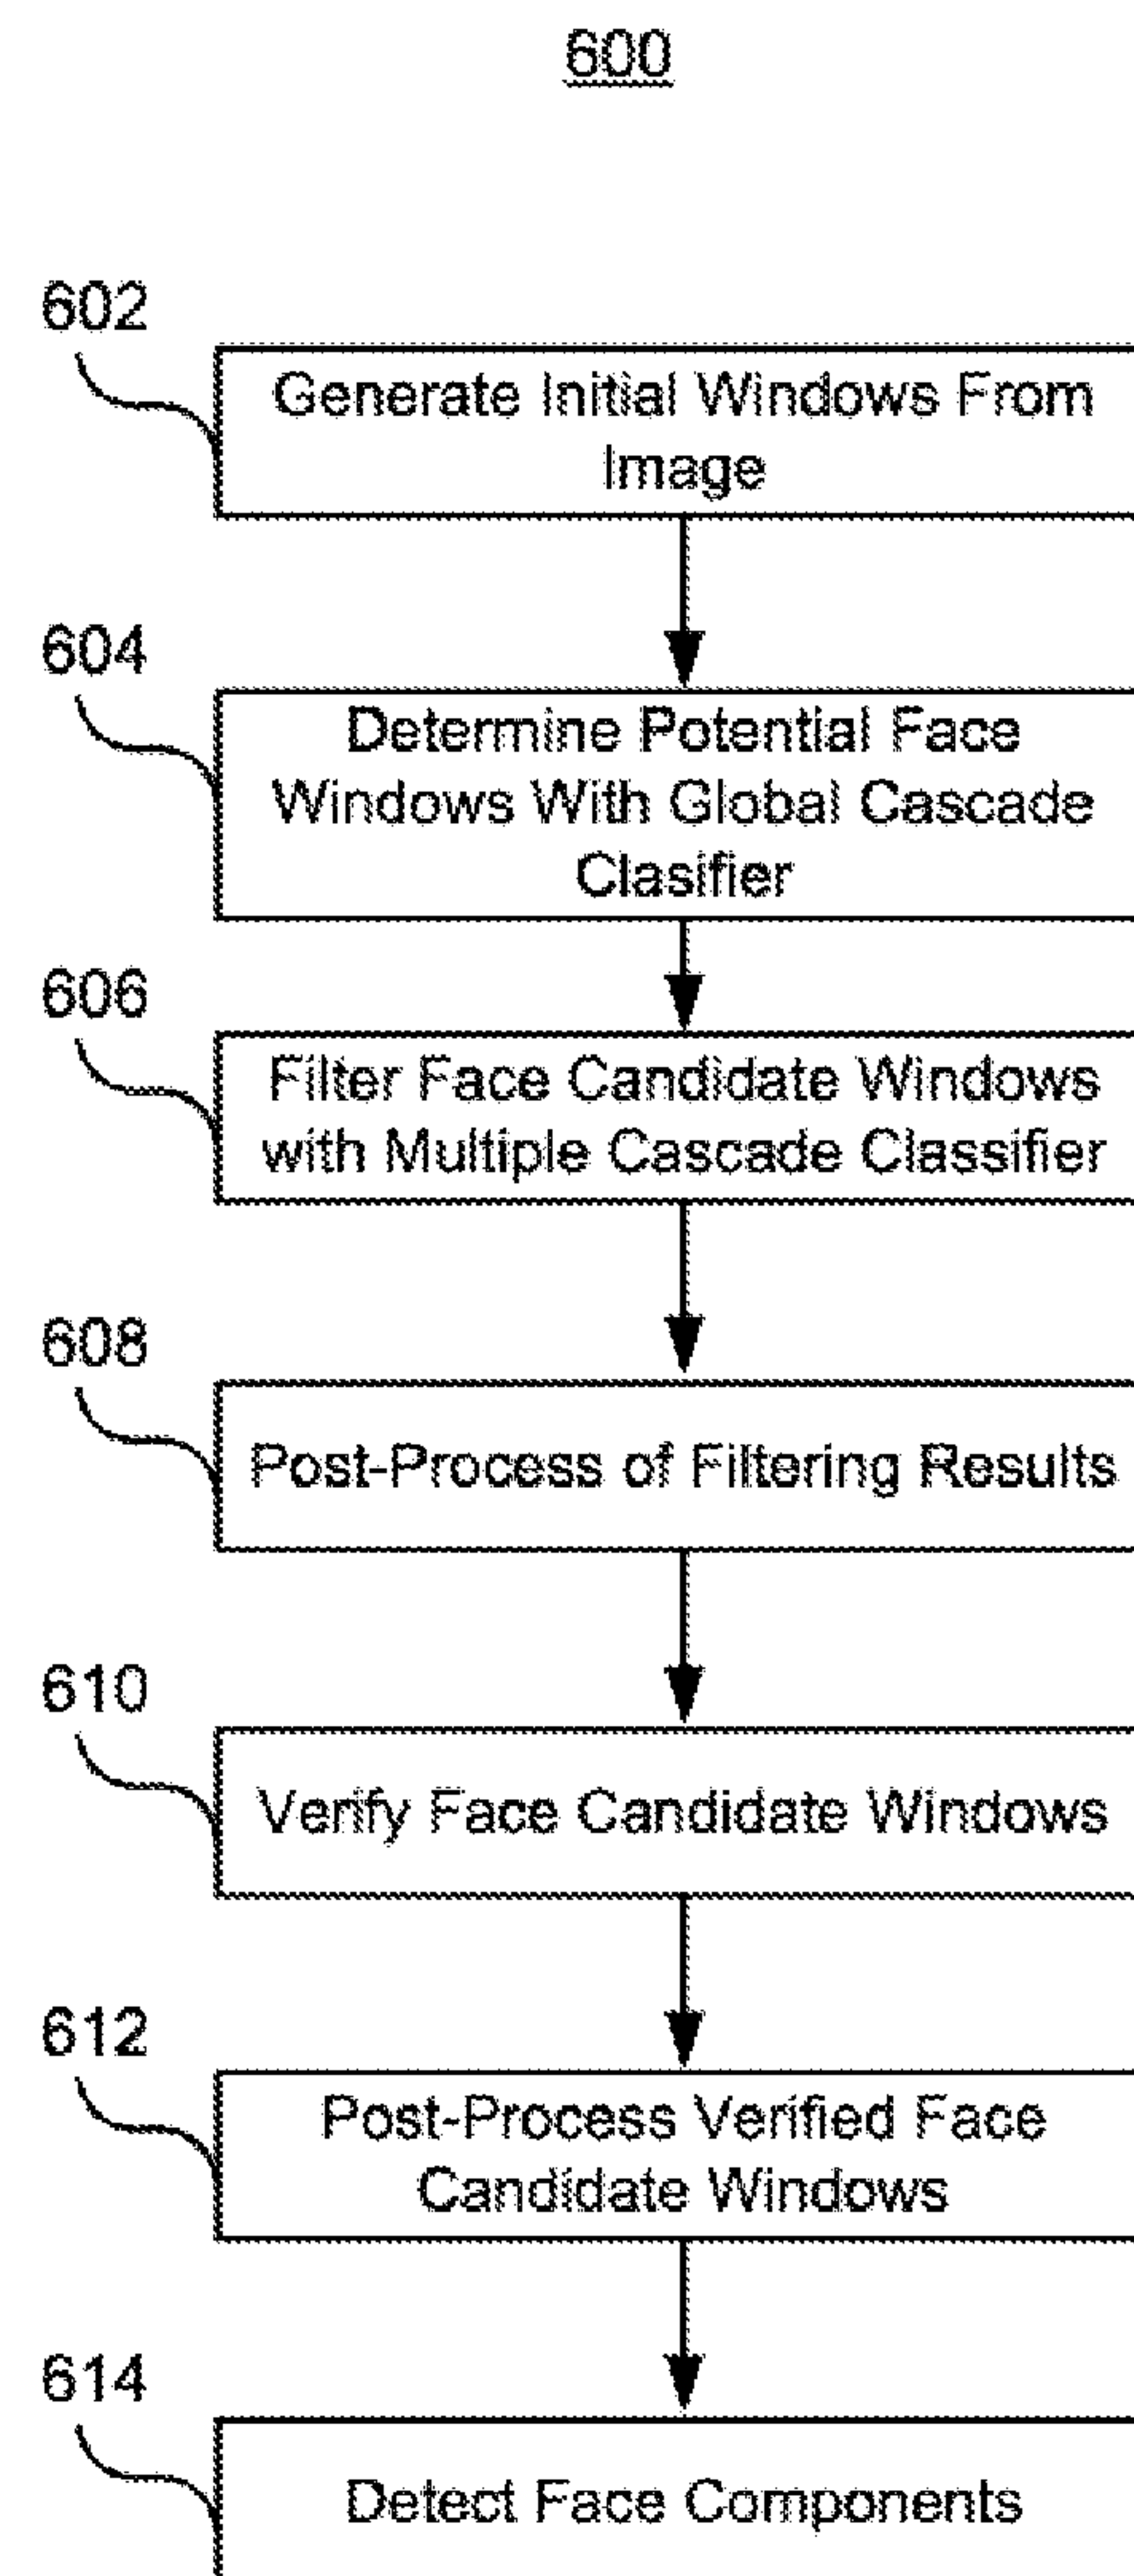 600
602
Generate Initial Windows From
Image
604
Determine Potential Face
Windows With Global Cascade
Clasifier
606
Filter Face Candidate Windows
with Multiple Cascade Classifier
608
Post-Process of Filtering Results
610
Verify Face Candidate Windows
612
Post-Process Verified Face
Candidate Windows
614
Detect Face Components